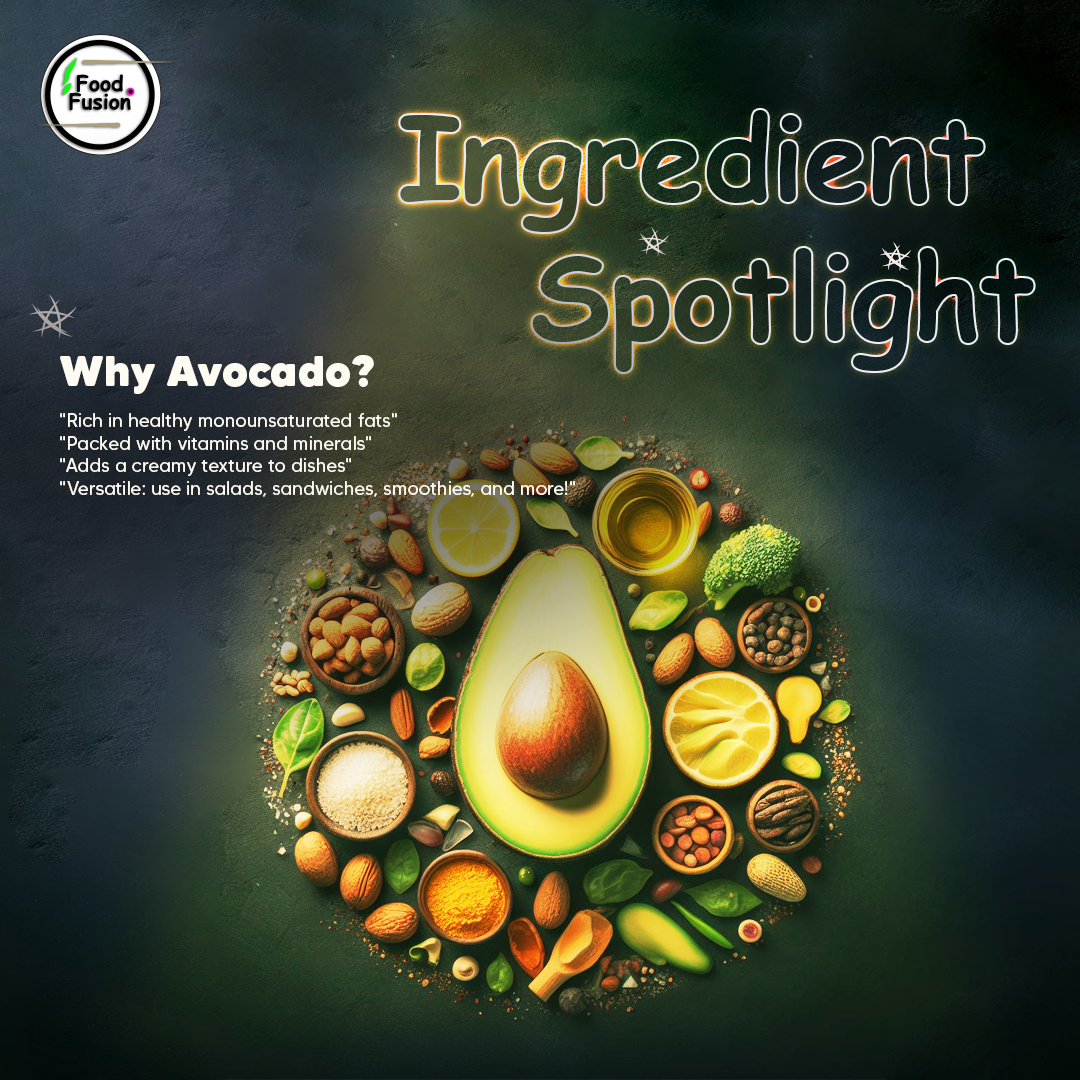 Food
Fusion
Ingredient
Spotlight
Why Avocado?
"Rich in healthy monounsaturated fats"
"Packed with vitamins and minerals"
"Adds a creamy texture to dishes"
"Versatile: use in salads, sandwiches, smoothies, and more!"